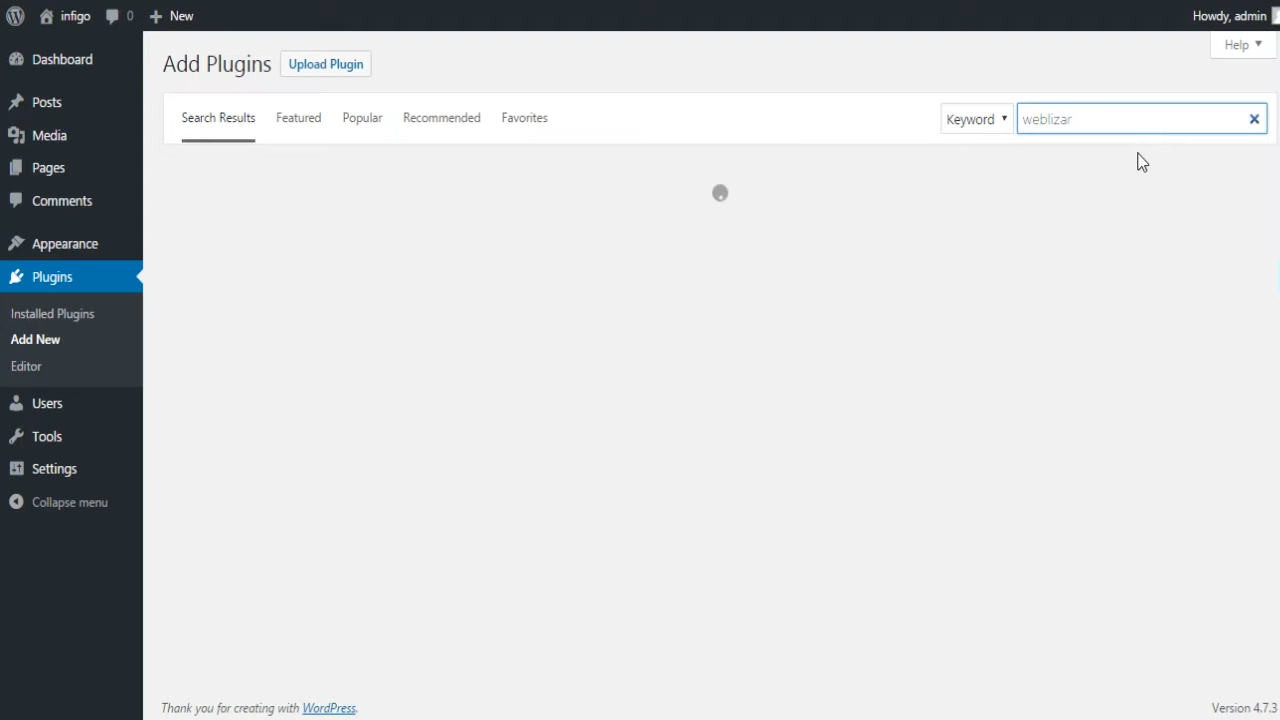 infigo 0 New Howdy, admin
Dashboard
Posts
Media
Pages
Comments
Appearance
Plugins
Installed Plugins
Add New
Editor
Users
Tools
Settings
Collapse menu
Help
Add Plugins Upload Plugin
Search Results Featured Popular Recommended Favorites Keyword weblizar
Thank you for creating with WordPress. Version 4.7.3